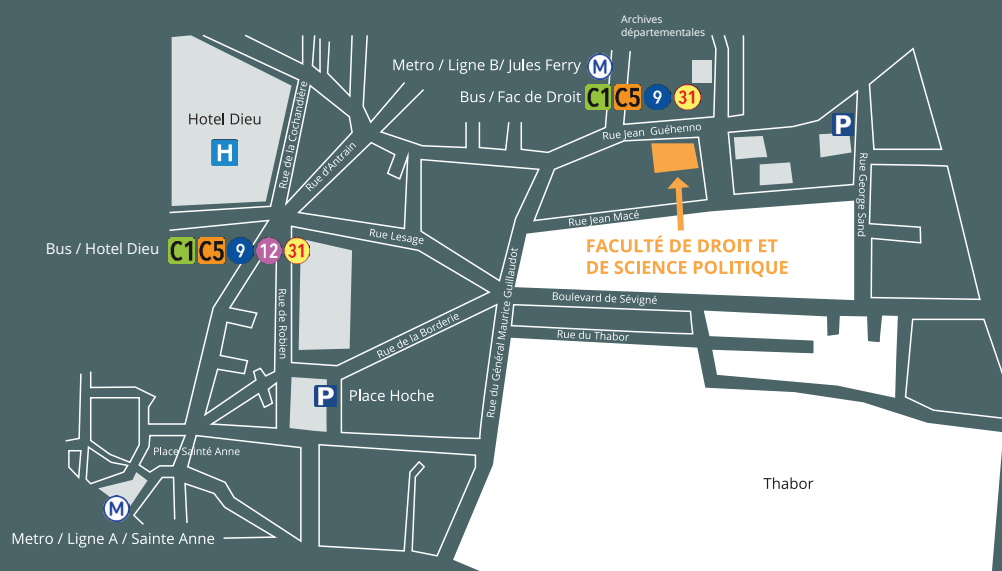 Archives
départementales
Metro / Ligne B/ Jules Ferry M
Bus / Fac de Droit C1 C5 9 31
Hotel Dieu
H
P
Rue Jean Guéhenno
Rue de la Cochardière
Rue d'Antrain
Rue George Sand
Rue Jean Macé
Rue Lesage
FACULTÉ DE DROIT ET
DE SCIENCE POLITIQUE
Bus / Hotel Dieu C1 C5 9 12 31
Boulevard de Sévigné
Rue du Général Maurice Guillaudot
Rue de Robien
Rue de la Borderie
Rue du Thabor
P Place Hoche
Place Sainté Anne
Thabor
M
Metro / Ligne A / Sainte Anne